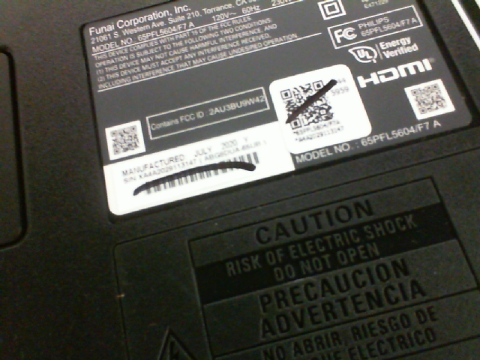 Funai Corporation, Inc.
21061 S. Western Ave. Suite 210, Torrance, CA
MODEL NO. 65PFL5604/F7 A 120V~ 60Hz
THIS DEVICE COMPLIES WITH PART 15 OF THE FCC RULES.
OPERATION IS SUBJECT TO THE FOLLOWING TWO CONDITIONS:
(1) THIS DEVICE MAY NOT CAUSE HARMFUL INTERFERENCE, AND
(2) THIS DEVICE MUST ACCEPT ANY INTERFERENCE RECEIVED,
INCLUDING INTERFERENCE THAT MAY CAUSE UNDESIRED OPERATION.
FC PHILIPS
65PFL5604/F7 A
UL Energy
Verified
HDMI
Contains FCC ID : 2AU3BU9W42
MANUFACTURED JULY 2020
S/N
MODEL NO.: 65PFL5604/F7 A
CAUTION
RISK OF ELECTRIC SHOCK
DO NOT OPEN
PRECAUCION
ADVERTENCIA
NO ABRIR, RIESGO DE
ELECTRICO